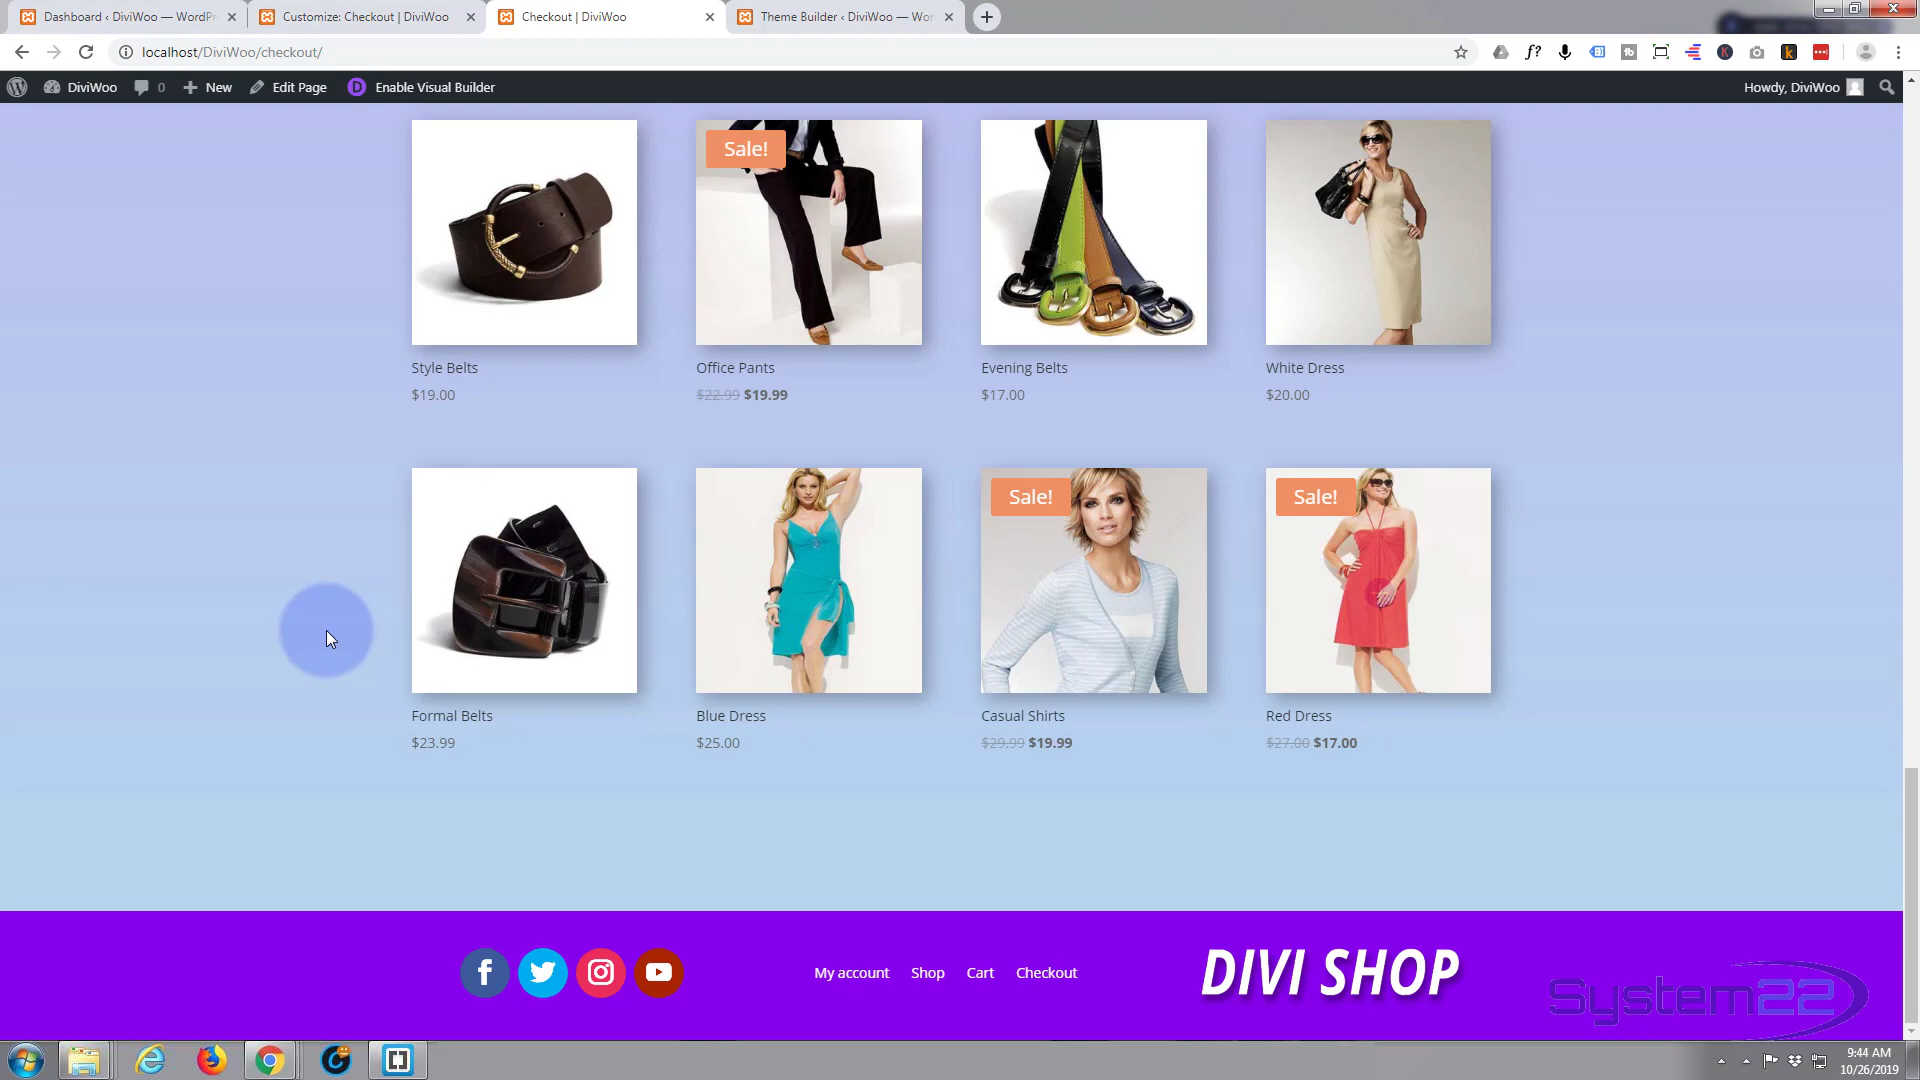 Dashboard ‹ DiviWoo — WordPr
Customize: Checkout | DiviWoo
Checkout | DiviWoo
Theme Builder ‹ DiviWoo — Wor
localhost/DiviWoo/checkout/
DiviWoo
0
New
Edit Page
Enable Visual Builder
Howdy, DiviWoo
Sale!
Style Belts
Office Pants
Evening Belts
White Dress
$19.00
$22.99 $19.99
$17.00
$20.00
Sale!
Sale!
Formal Belts
Blue Dress
Casual Shirts
Red Dress
$23.99
$25.00
$29.99 $19.99
$27.00 $17.00
My account
Shop
Cart
Checkout
DIVI SHOP
System22
9:44 AM
10/26/2019